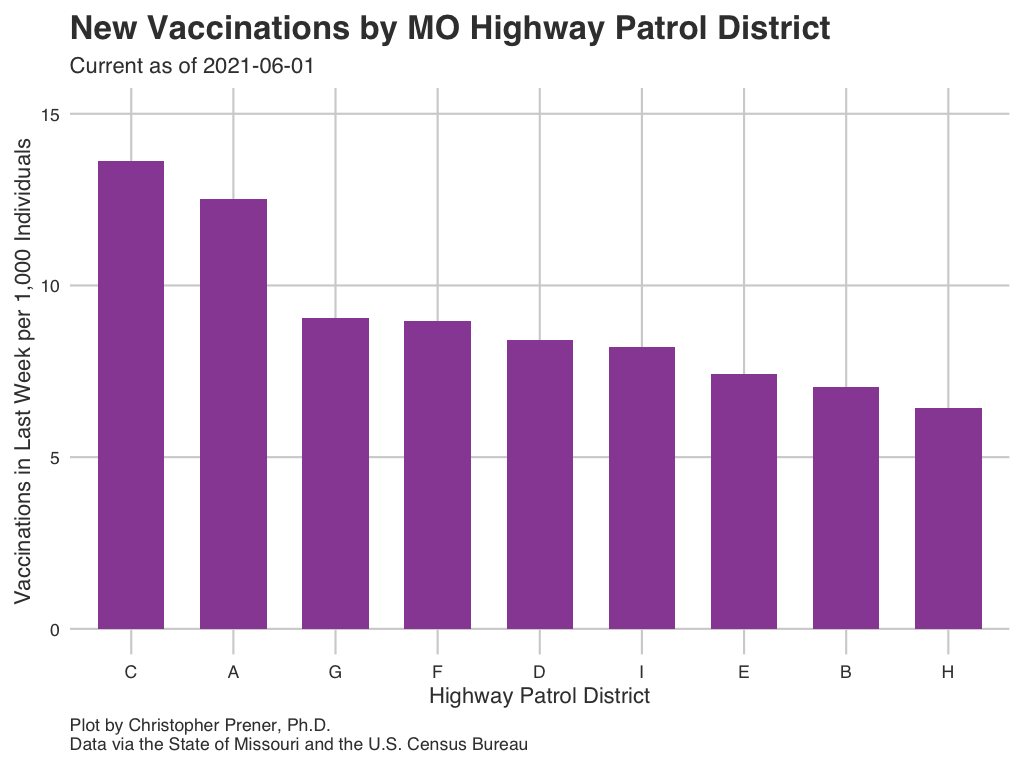 New Vaccinations by MO Highway Patrol District
Current as of 2021-06-01
Vaccinations in Last Week per 1,000 Individuals
15
10
5
0
C A G F D I E B H
Highway Patrol District
Plot by Christopher Prener, Ph.D.
Data via the State of Missouri and the U.S. Census Bureau